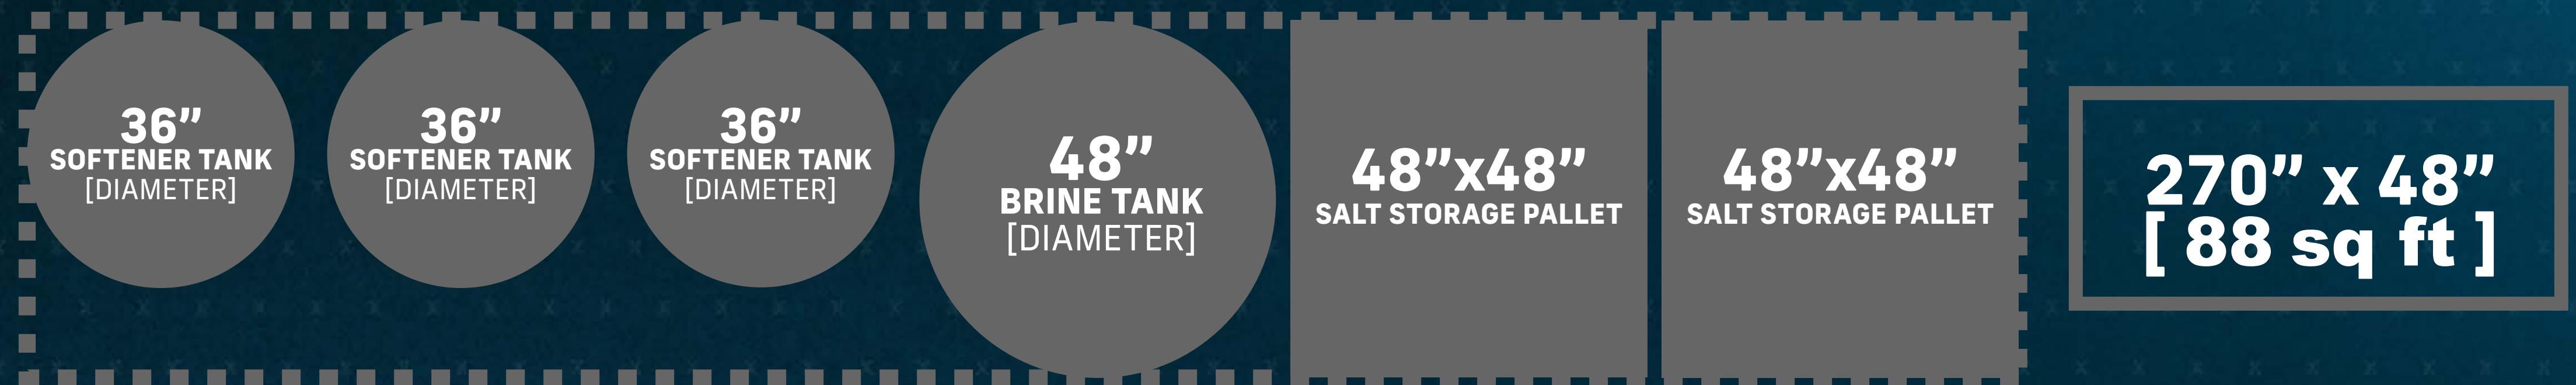 36”
SOFTENER TANK
[DIAMETER]
36”
SOFTENER TANK
[DIAMETER]
36”
SOFTENER TANK
[DIAMETER]
48”
BRINE TANK
[DIAMETER]
48”x48”
SALT STORAGE PALLET
48”x48”
SALT STORAGE PALLET
270” x 48”
[ 88 sq ft ]